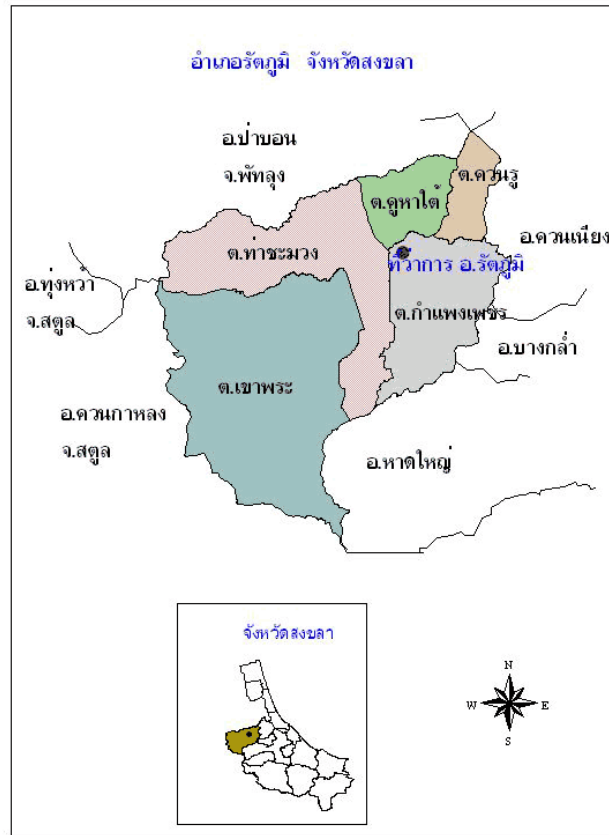 อำเภอรัตภูมิ จังหวัดสงขลา
อ.ป่าบอน
จ.พัทลุง
ต.ควนรู
ต.คูหาใต้
อ.ควนเนียง
ต.ท่าชะมวง
ที่ว่าการ อ.รัตภูมิ
อ.ทุ่งหว้า
จ.สตูล
ต.กำแพงเพชร
อ.บางกล่ำ
ต.เขาพระ
อ.ควนกาหลง
จ.สตูล
อ.หาดใหญ่
จังหวัดสงขลา
N
W
E
S